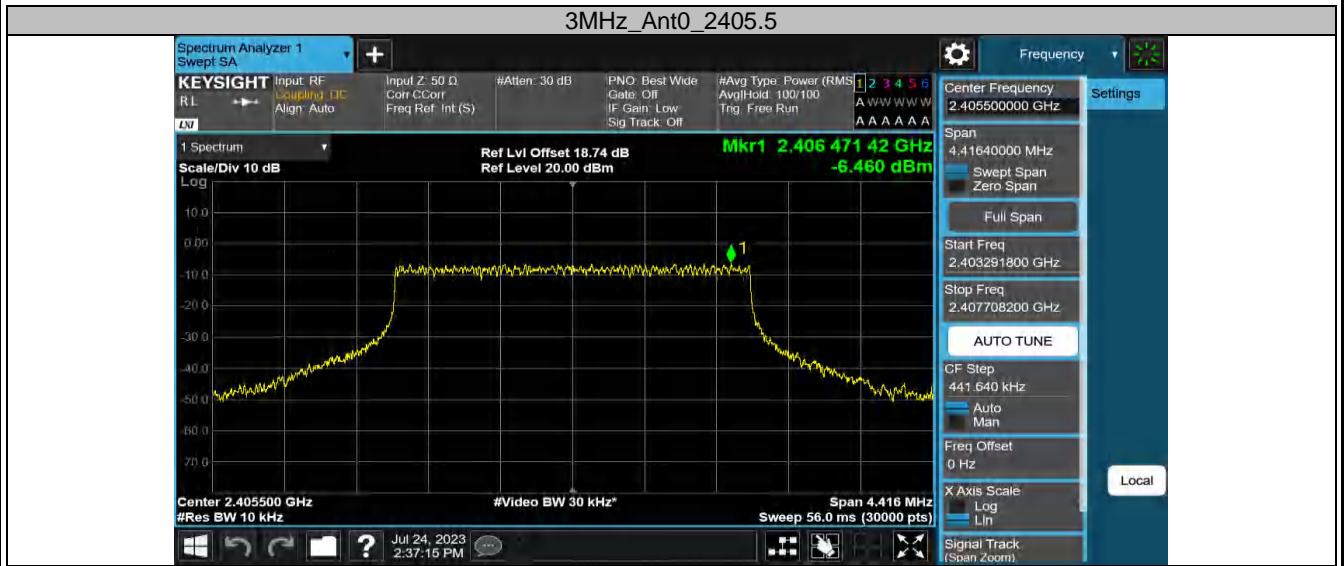 3MHz_Ant0_2405.5
Spectrum Analyzer 1
Swept SA
+
Frequency
KEYSIGHT
RL
LXI
Input: RF
Coupling: DC
Align: Auto
Input Z: 50 Ω
Corr CCorr
Freq Ref: Int (S)
#Atten: 30 dB
PNO: Best Wide
Gate: Off
IF Gain: Low
Sig Track: Off
#Avg Type: Power (RMS
Avg|Hold: 100/100
Trig: Free Run
1 2 3 4 5 6
A W W W W W
A A A A A A
1 Spectrum
Scale/Div 10 dB
Log
Ref Lvl Offset 18.74 dB
Ref Level 20.00 dBm
Mkr1 2.406 471 42 GHz
-6.460 dBm
10.0
0.00
-10.0
-20.0
-30.0
-40.0
-50.0
-60.0
-70.0
1
Center 2.405500 GHz
#Res BW 10 kHz
#Video BW 30 kHz*
Span 4.416 MHz
Sweep 56.0 ms (30000 pts)
?
Jul 24, 2023
2:37:15 PM
Center Frequency
2.405500000 GHz
Span
4.41640000 MHz
Swept Span
Zero Span
Full Span
Start Freq
2.403291800 GHz
Stop Freq
2.407708200 GHz
AUTO TUNE
CF Step
441.640 kHz
Auto
Man
Freq Offset
0 Hz
X Axis Scale
Log
Lin
Signal Track
(Span Zoom)
Settings
Local